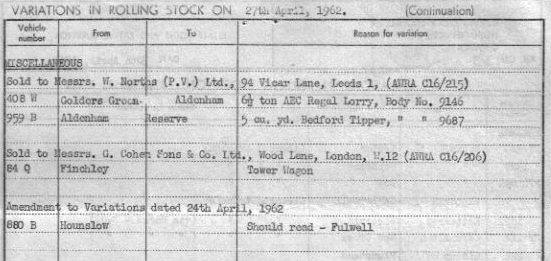 VARIATIONS IN ROLLING STOCK ON 27th April, 1962. (Continuation)
Vehicle number From To Reason for variation
MISCELLANEOUS
Sold to Messrs. W. Norths (P.V.) Ltd., 94 Vicar Lane, Leeds 1, (AWRA C16/215)
408 W Golders Green. Aldenham 6½ ton AEC Regal Lorry, Body No. 9146
959 B Aldenham Reserve 5 cu. yd. Bedford Tipper, " " 9687
Sold to Messrs. G. Cohen Sons & Co. Ltd., Wood Lane, London, W.12 (AWRA C16/206)
84 Q Finchley Tower Wagon
Amendment to Variations dated 24th April, 1962
880 B Hounslow Should read - Fulwell